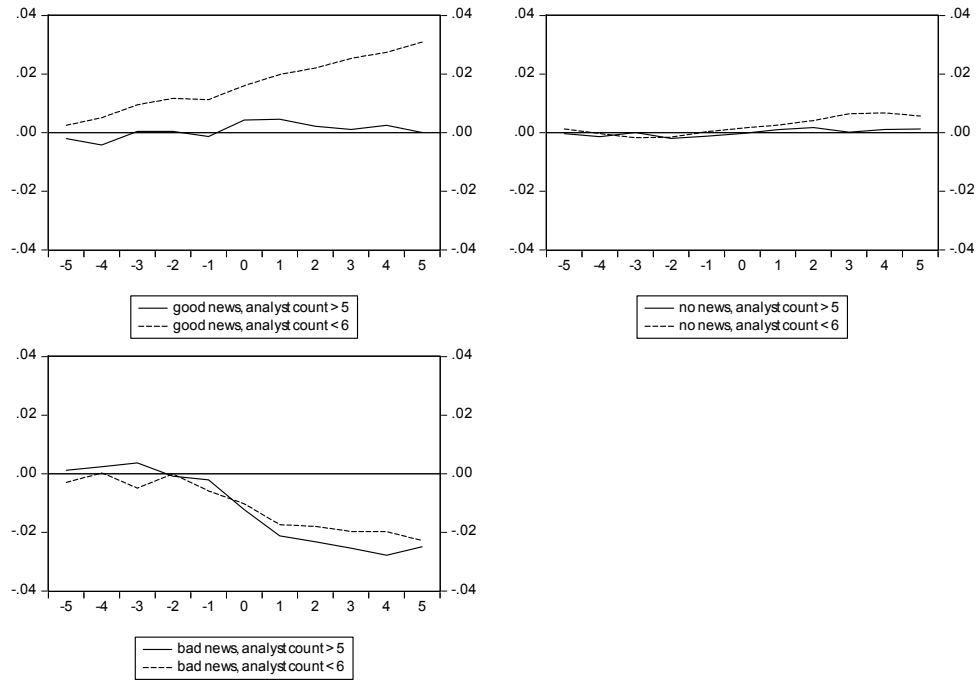 .04 .04
.02 .02
.00 .00
-.02 -.02
-.04 -.04
-5 -4 -3 -2 -1 0 1 2 3 4 5
good news, analyst count > 5
good news, analyst count < 6
.04 .04
.02 .02
.00 .00
-.02 -.02
-.04 -.04
-5 -4 -3 -2 -1 0 1 2 3 4 5
no news, analyst count > 5
no news, analyst count < 6
.04 .04
.02 .02
.00 .00
-.02 -.02
-.04 -.04
-5 -4 -3 -2 -1 0 1 2 3 4 5
bad news, analyst count > 5
bad news, analyst count < 6